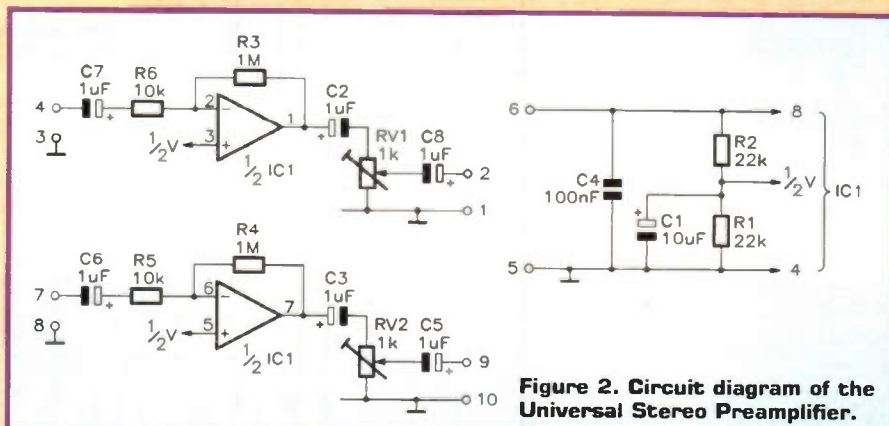 C7
1uF
R6
10k
R3
1M
C2
1uF
4
3
2
3
1
1/2V
1/2 IC1
RV1
1k
C8
1uF
2
1
C6
1uF
R5
10k
R4
1M
C3
1uF
7
8
6
5
7
1/2V
1/2 IC1
RV2
1k
C5
1uF
9
10
6
5
C4
100nF
C1
10uF
R2
22k
R1
22k
8
1/2V
4
IC1
Figure 2. Circuit diagram of the
Universal Stereo Preamplifier.